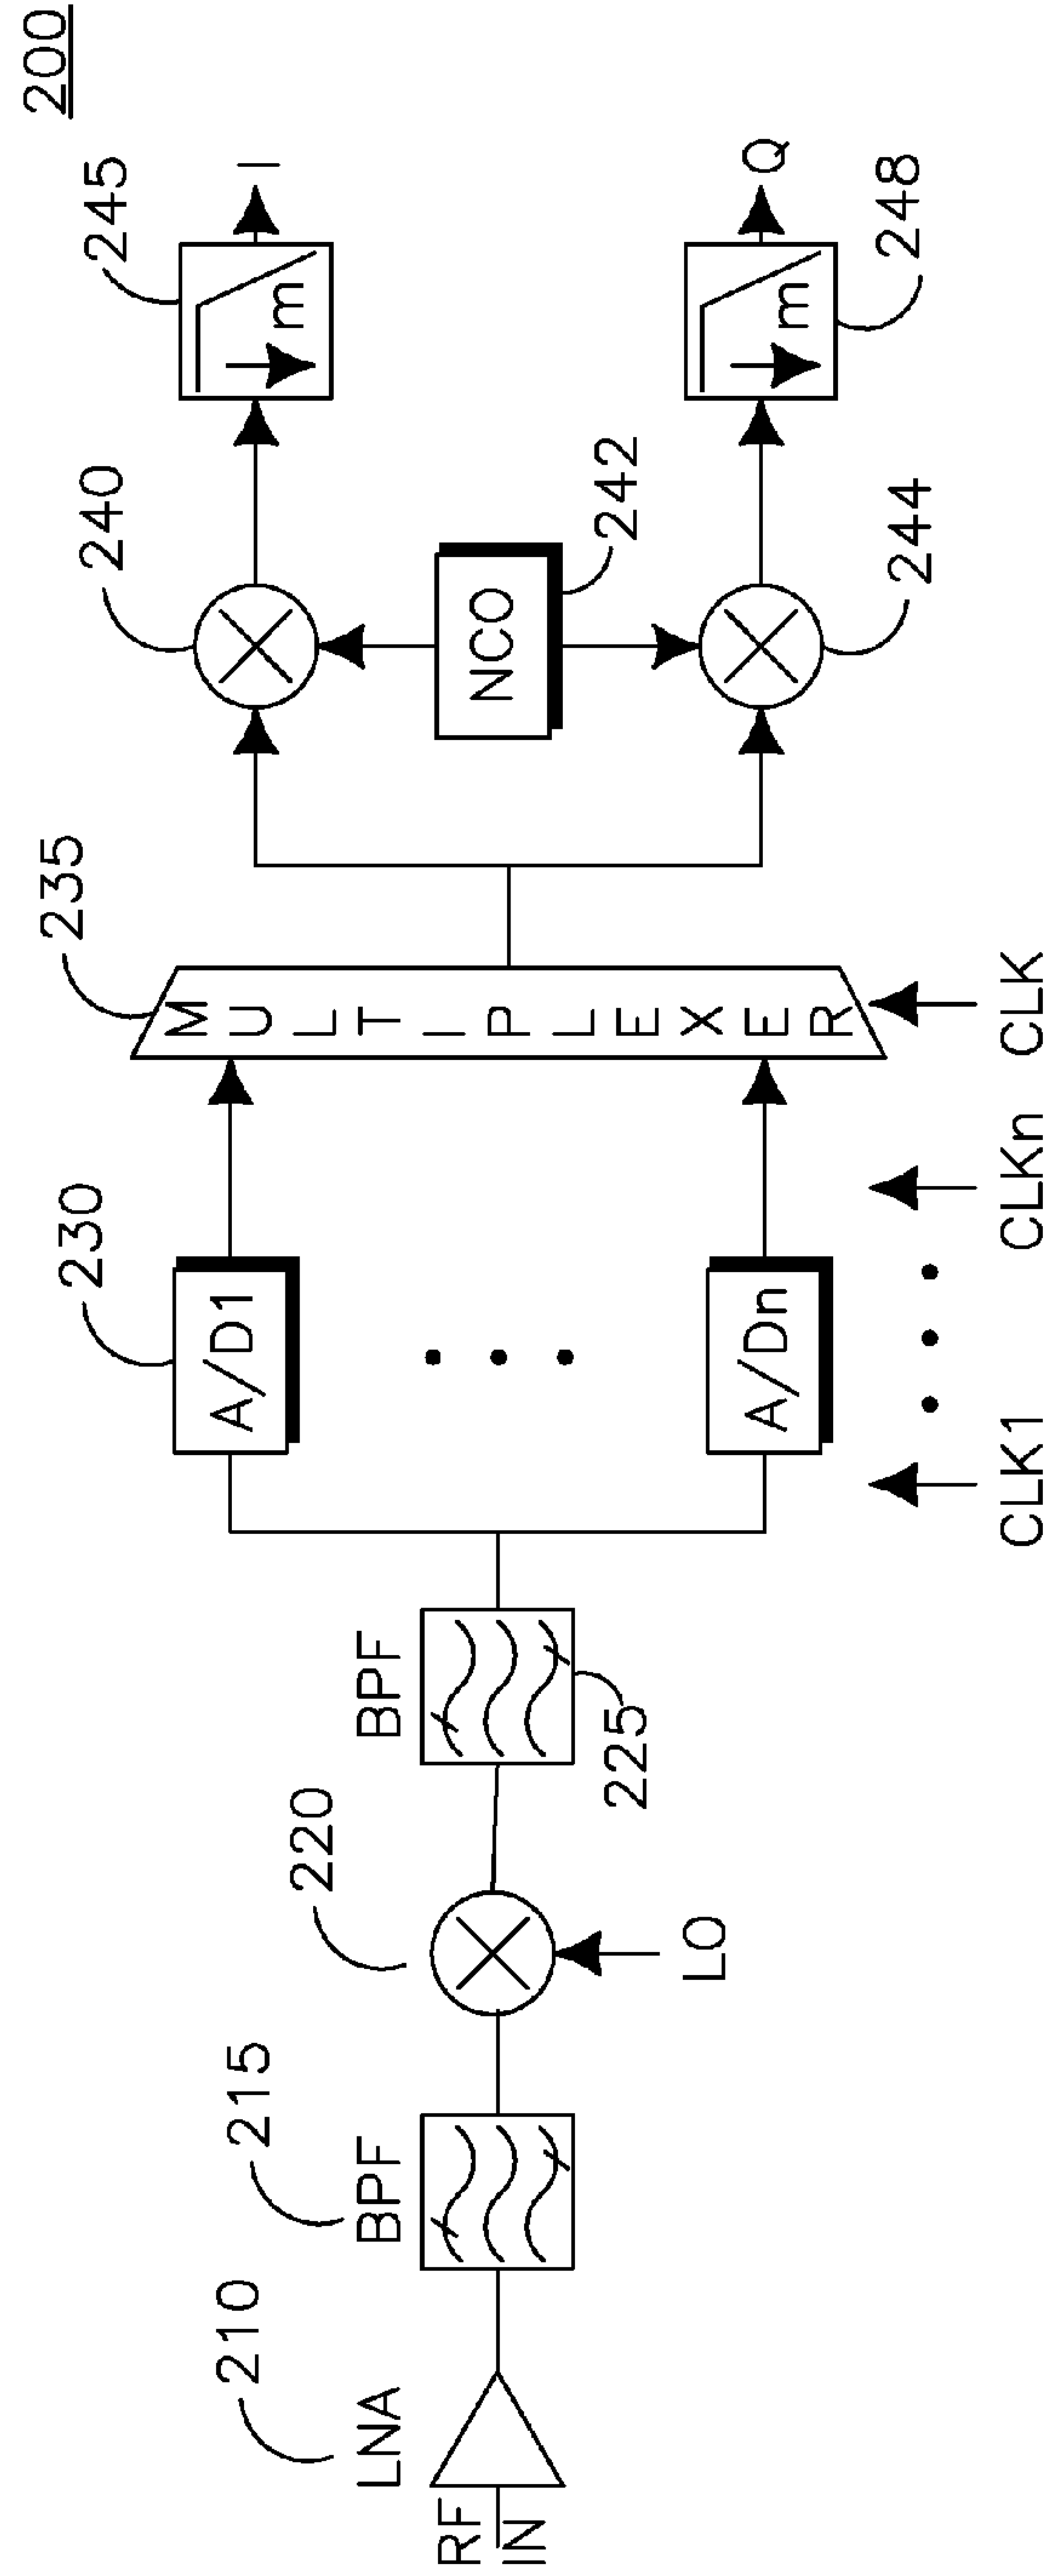 200
RF
IN
LNA
210
BPF
215
220
LO
BPF
225
A/D1
230
A/Dn
CLK1
CLKn
CLK
MULTIPLEXER
235
240
NCO
242
244
m
245
I
m
248
Q